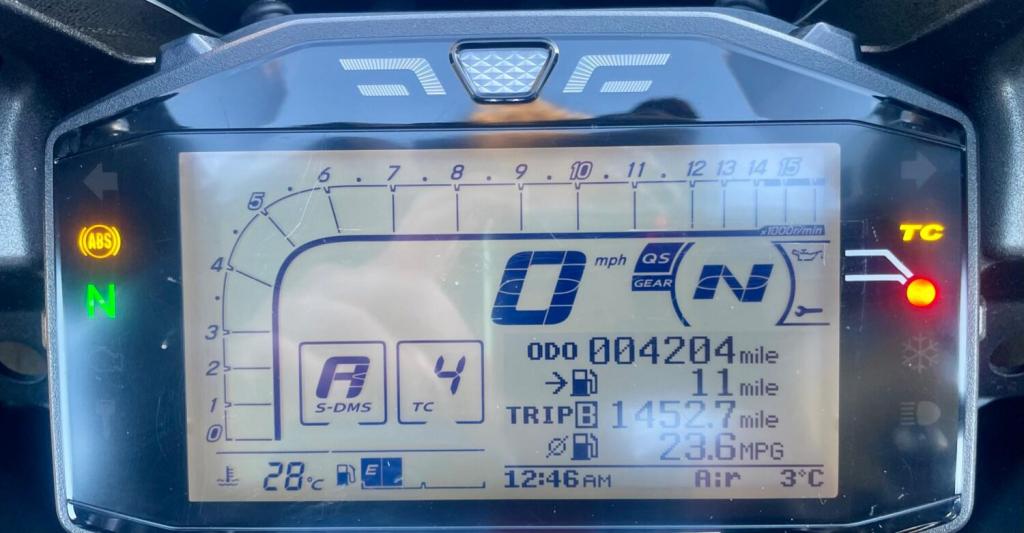 6 7 8 9 10 11 12 13 14 15
5
x1000r/min
ABS
TC
4
0 mph QS N
GEAR
N
3
ODO 004204 mile
2
A 4
11 mile
S-DMS TC
1
TRIP B 1452.7 mile
0
23.6 MPG
28°C E
12:46 AM Air 3°C